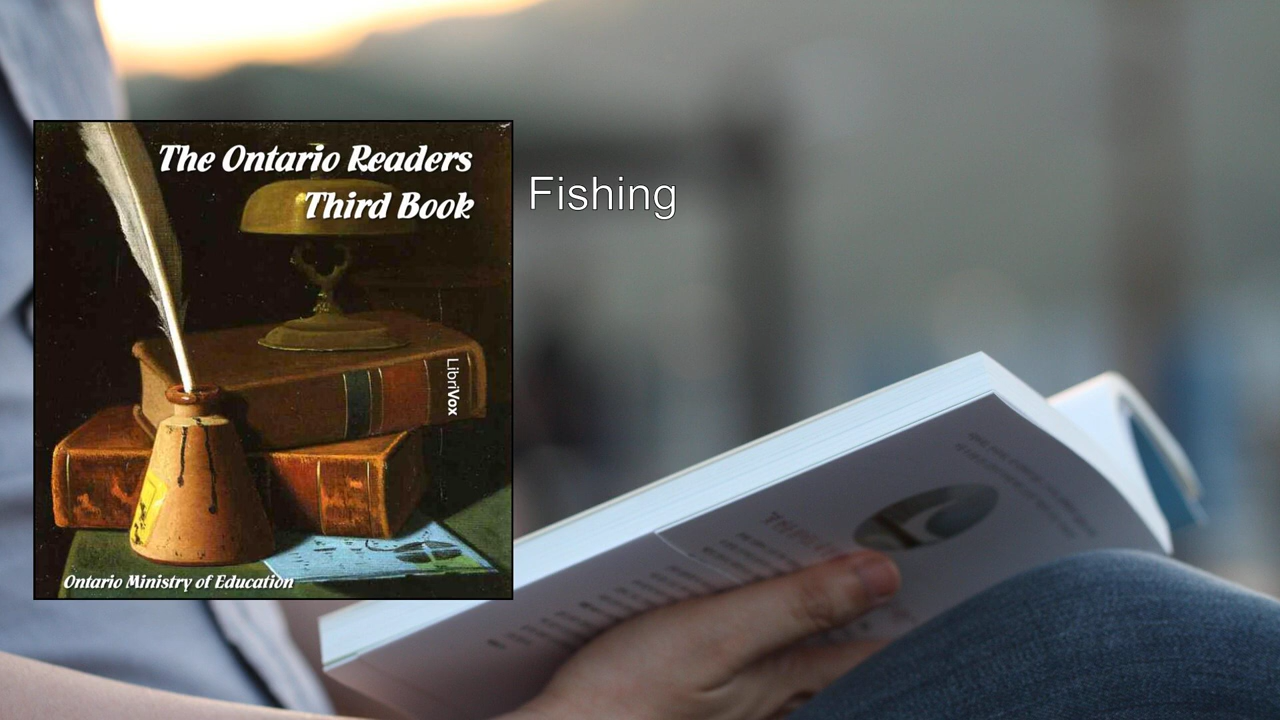 The Ontario Readers
Third Book
Fishing
LibriVox
Ontario Ministry of Education